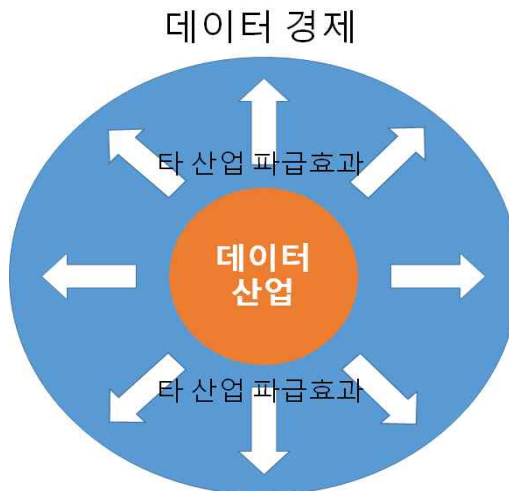 데이터 경제
타 산업 파급효과
데이터
산업
타 산업 파급효과